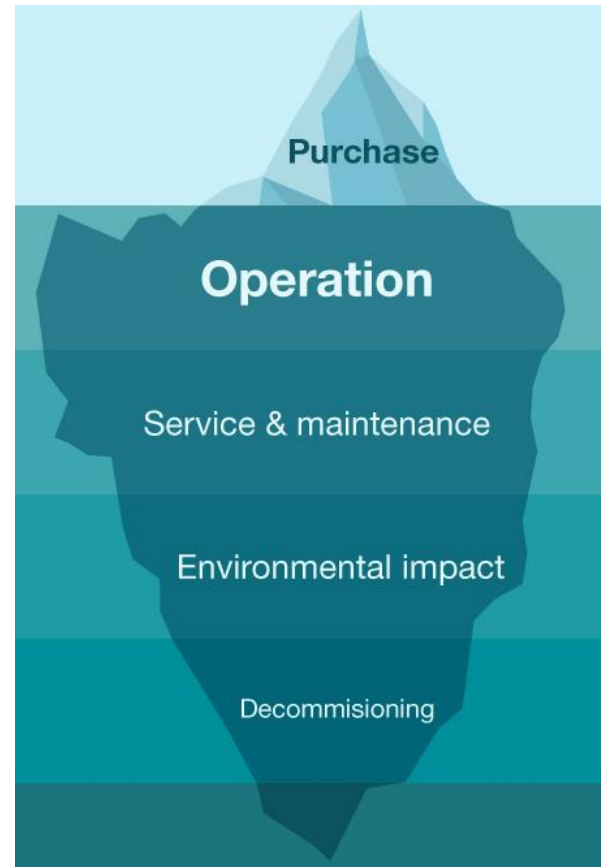 Purchase
Operation
Service & maintenance
Environmental impact
Decommisioning